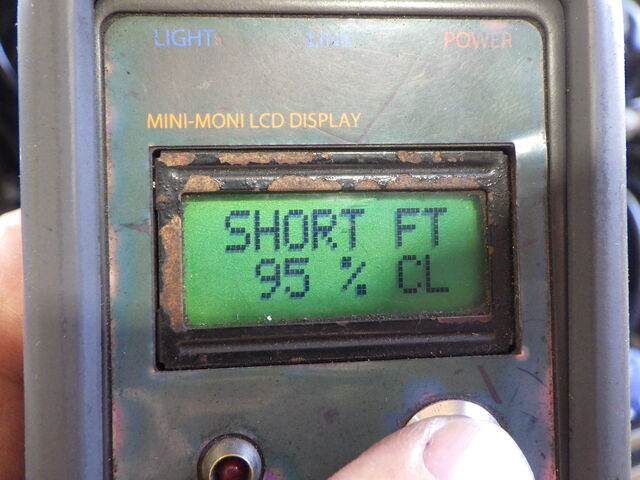 LIGHT LINK POWER
MINI-MONI LCD DISPLAY
SHORT FT
95 % CL